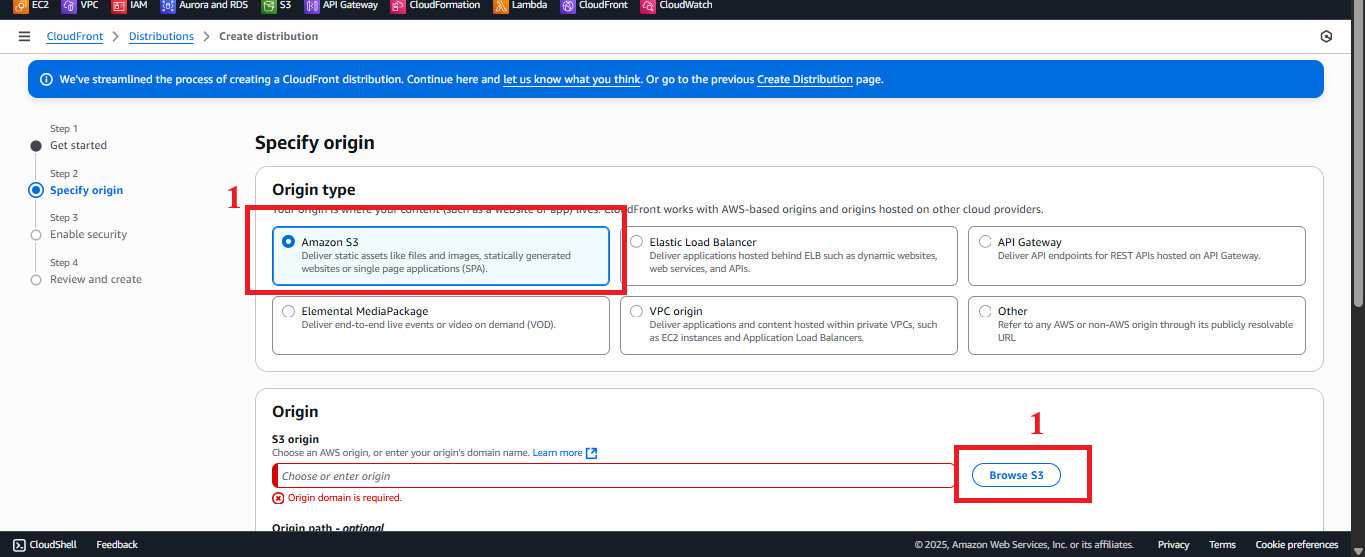 EC2 VPC IAM Aurora and RDS S3 API Gateway CloudFormation Lambda CloudFront CloudWatch
CloudFront > Distributions > Create distribution
We've streamlined the process of creating a CloudFront distribution. Continue here and let us know what you think. Or go to the previous Create Distribution page.
Step 1
Get started
Step 2
Specify origin
Step 3
Enable security
Step 4
Review and create
Specify origin
Origin type
1
Your origin is where your content (such as a website or app) lives. CloudFront works with AWS-based origins and origins hosted on other cloud providers.
Amazon S3
Deliver static assets like files and images, statically generated
websites or single page applications (SPA).
Elastic Load Balancer
Deliver applications hosted behind ELB such as dynamic websites,
web services, and APIs.
API Gateway
Deliver API endpoints for REST APIs hosted on API Gateway.
Elemental MediaPackage
Deliver end-to-end live events or video on demand (VOD).
VPC origin
Deliver applications and content hosted within private VPCs, such
as EC2 instances and Application Load Balancers.
Other
Refer to any AWS or non-AWS origin through its publicly resolvable
URL
Origin
1
S3 origin
Choose an AWS origin, or enter your origin's domain name. Learn more
Choose or enter origin
Browse S3
Origin domain is required.
Origin path - optional
CloudShell Feedback © 2025, Amazon Web Services, Inc. or its affiliates. Privacy Terms Cookie preferences